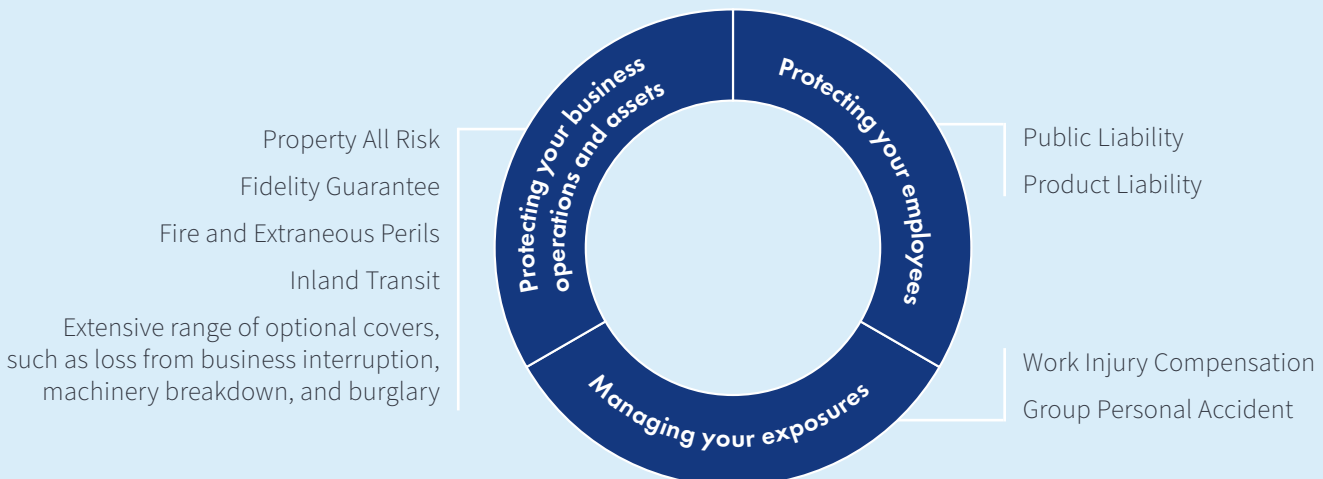 Protecting your business
operations and assets
Property All Risk
Fidelity Guarantee
Fire and Extraneous Perils
Inland Transit
Extensive range of optional covers,
such as loss from business interruption,
machinery breakdown, and burglary
Protecting your employees
Public Liability
Product Liability
Managing your exposures
Work Injury Compensation
Group Personal Accident